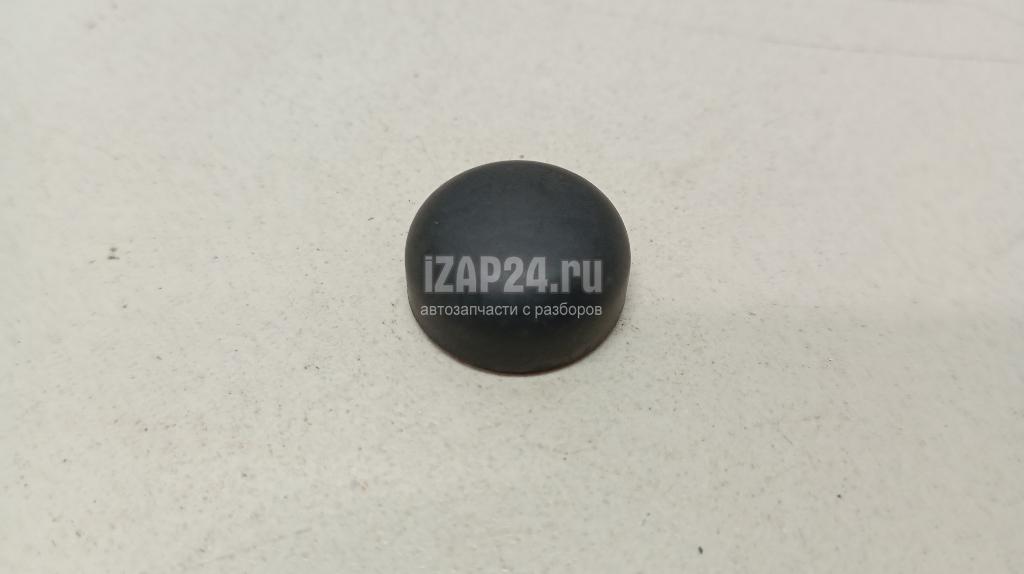 iZAP24.ru
автозапчасти с разборов